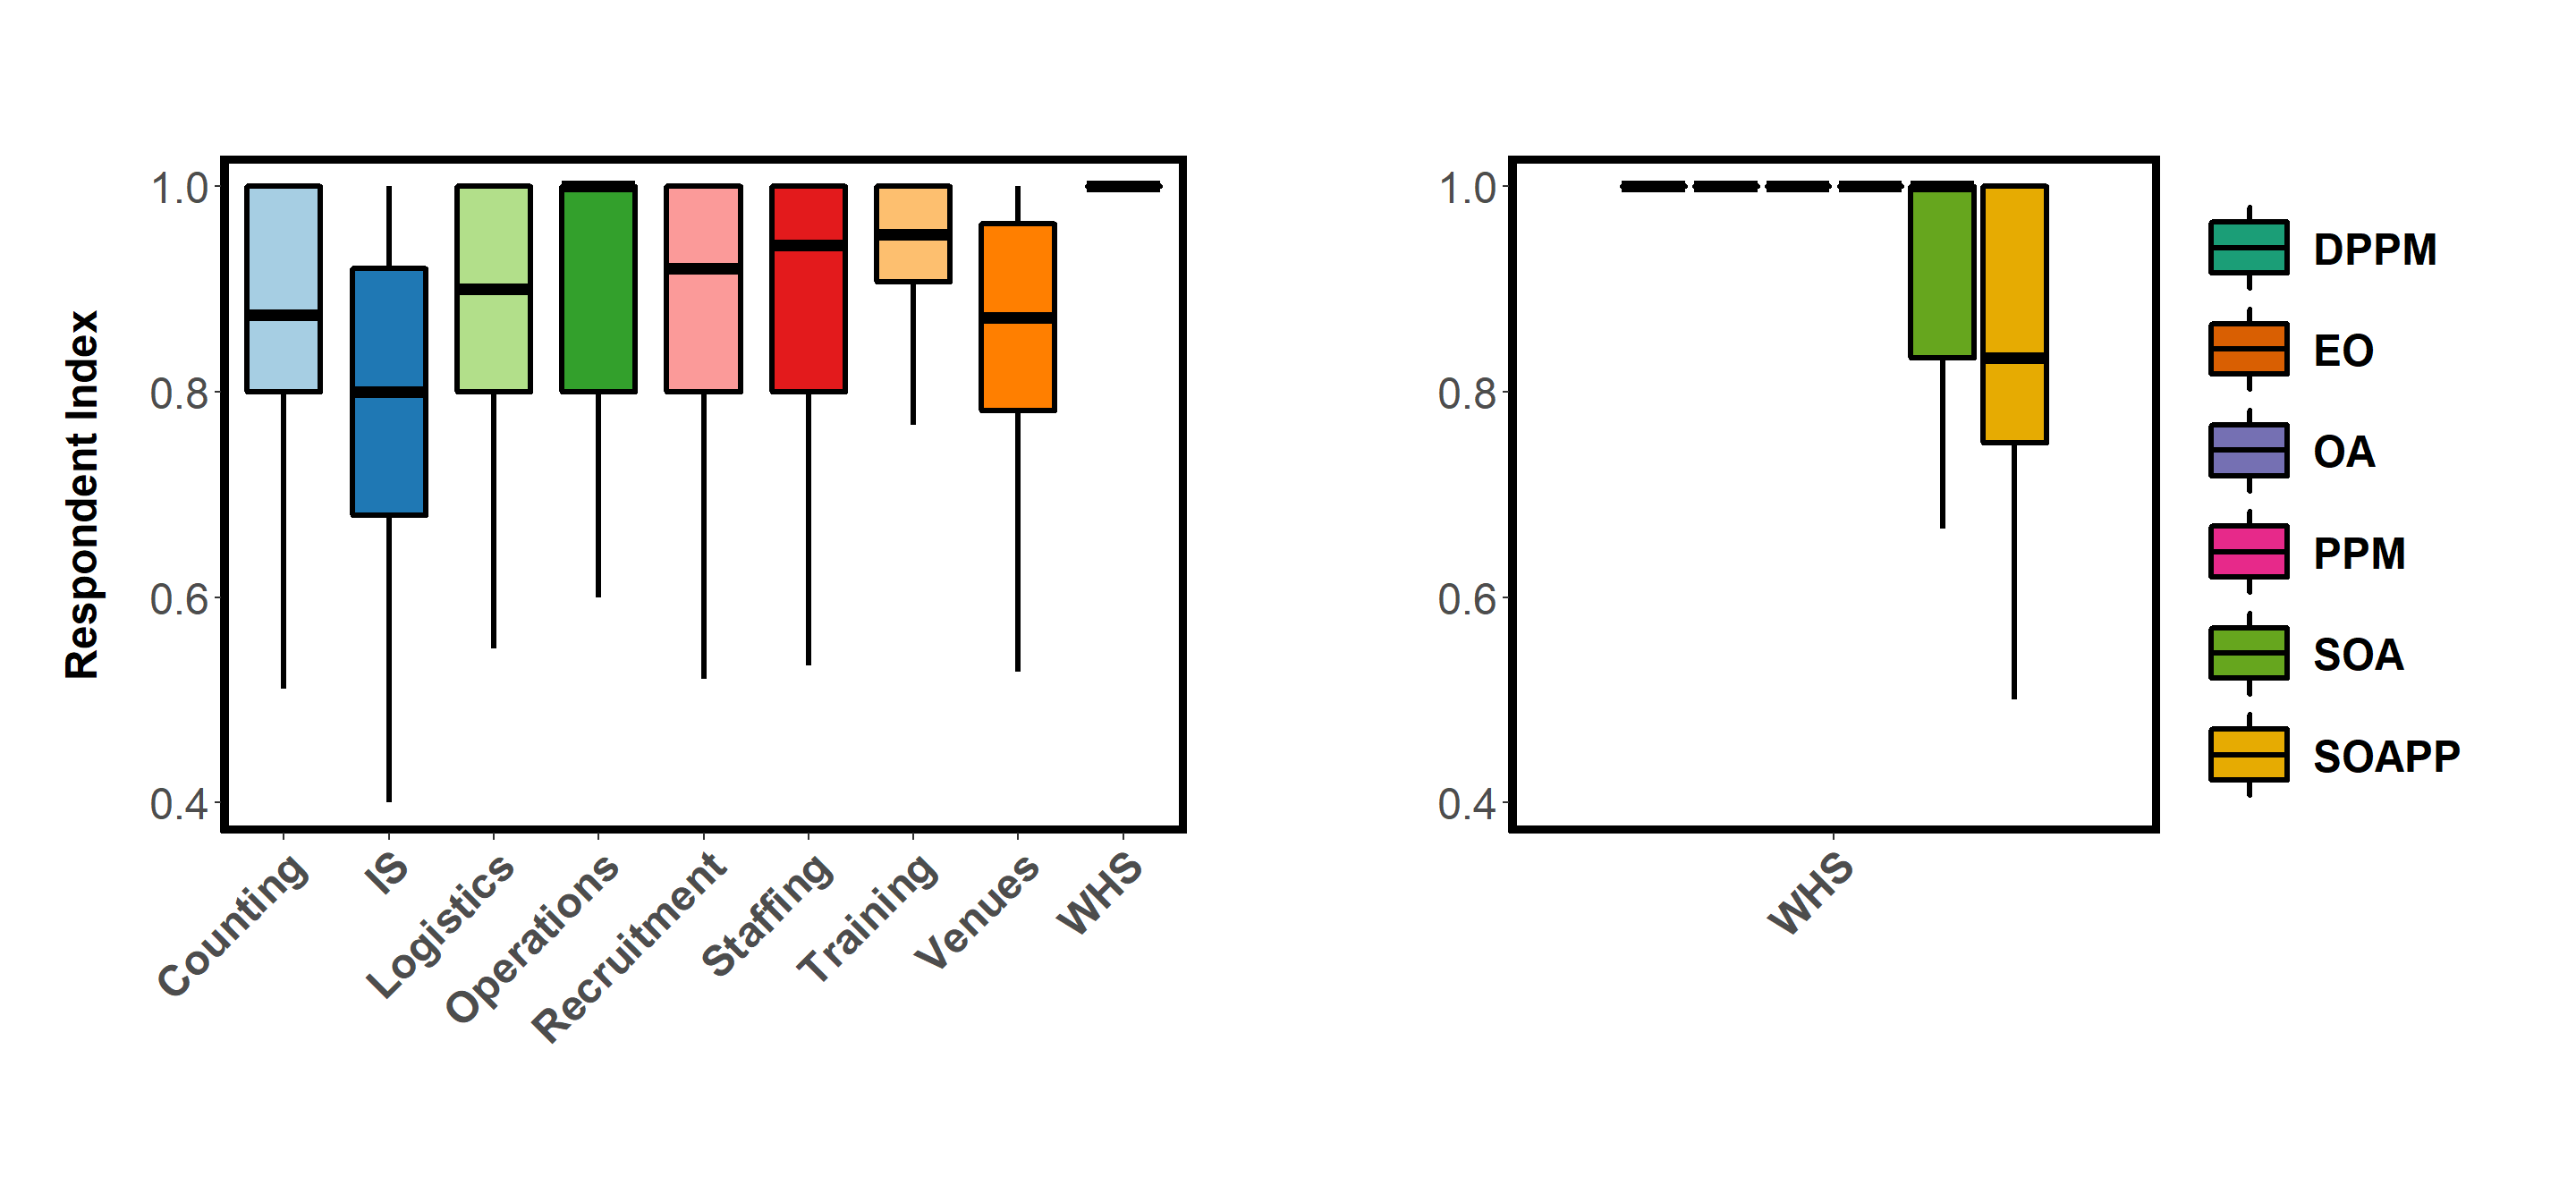 Respondent Index
1.0
0.8
0.6
0.4
Counting
IS
Logistics
Operations
Recruitment
Staffing
Training
Venues
WHS
1.0
0.8
0.6
0.4
WHS
DPPM
EO
OA
PPM
SOA
SOAPP